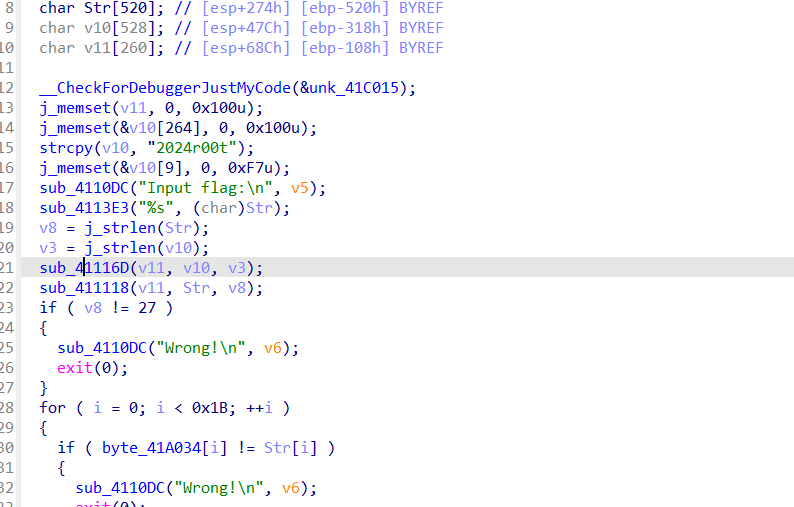 8 char Str[520]; // [esp+274h] [ebp-520h] BYREF
9 char v10[528]; // [esp+47Ch] [ebp-318h] BYREF
10 char v11[260]; // [esp+68Ch] [ebp-108h] BYREF
11
12 __CheckForDebuggerJustMyCode(&unk_41C015);
13 j_memset(v11, 0, 0x100u);
14 j_memset(&v10[264], 0, 0x100u);
15 strcpy(v10, "2024r00t");
16 j_memset(&v10[9], 0, 0xF7u);
17 sub_4110DC("Input flag:\n", v5);
18 sub_4113E3("%s", (char)Str);
19 v8 = j_strlen(Str);
20 v3 = j_strlen(v10);
21 sub_41116D(v11, v10, v3);
22 sub_411118(v11, Str, v8);
23 if ( v8 != 27 )
24 {
25 sub_4110DC("Wrong!\n", v6);
26 exit(0);
27 }
28 for ( i = 0; i < 0x1B; ++i )
29 {
30 if ( byte_41A034[i] != Str[i] )
31 {
32 sub_4110DC("Wrong!\n", v6);
33 exit(0);